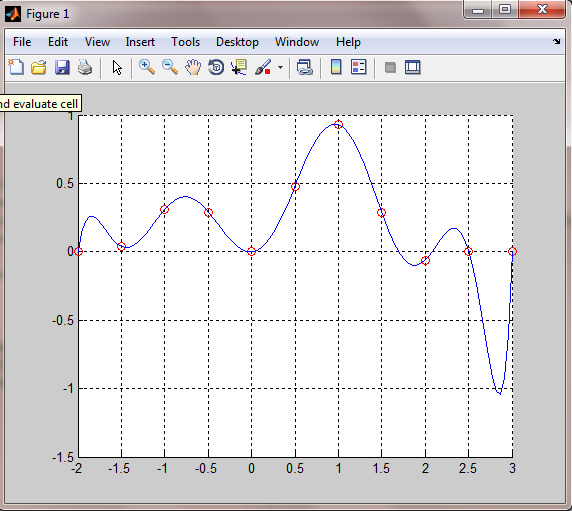 Figure 1
File Edit View Insert Tools Desktop Window Help
nd evaluate cell
1
0.5
0
-0.5
-1
-1.5
-2 -1.5 -1 -0.5 0 0.5 1 1.5 2 2.5 3